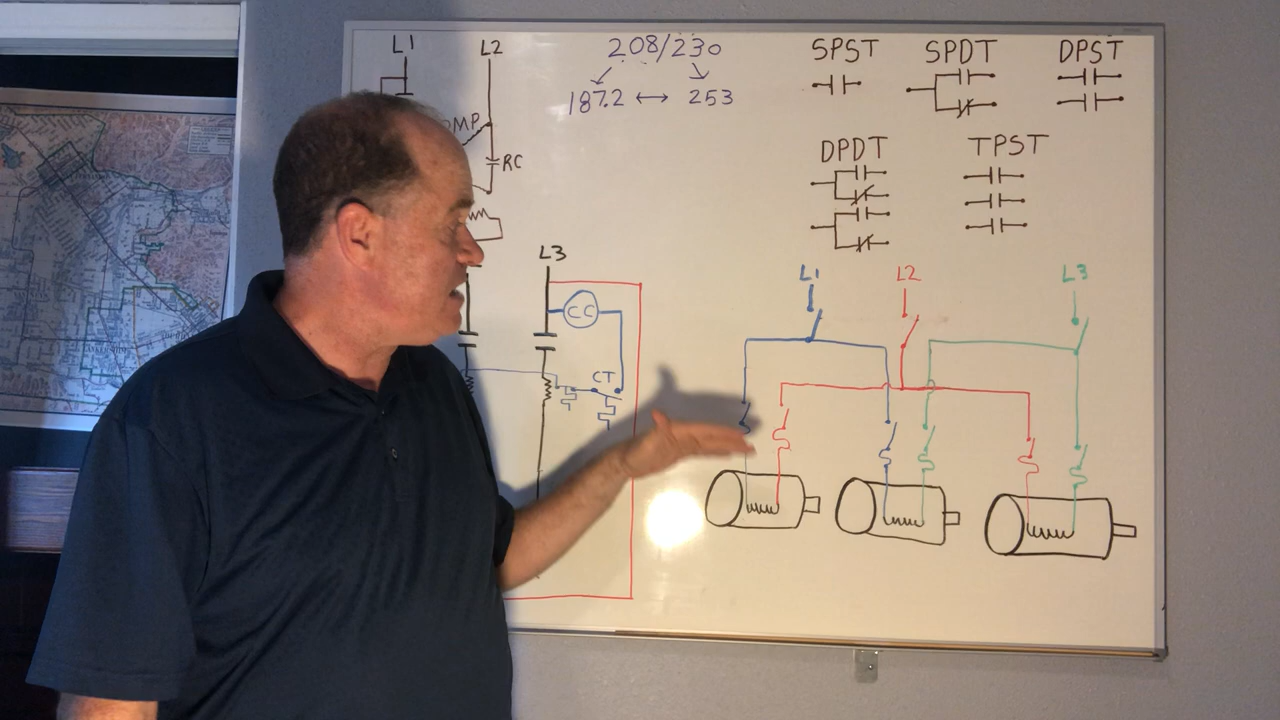 L1
L2
208/230
187.2 ↔ 253
SPST
SPDT
DPST
OMP
RC
DPDT
TPST
L3
CC
CT
L1
L2
L3